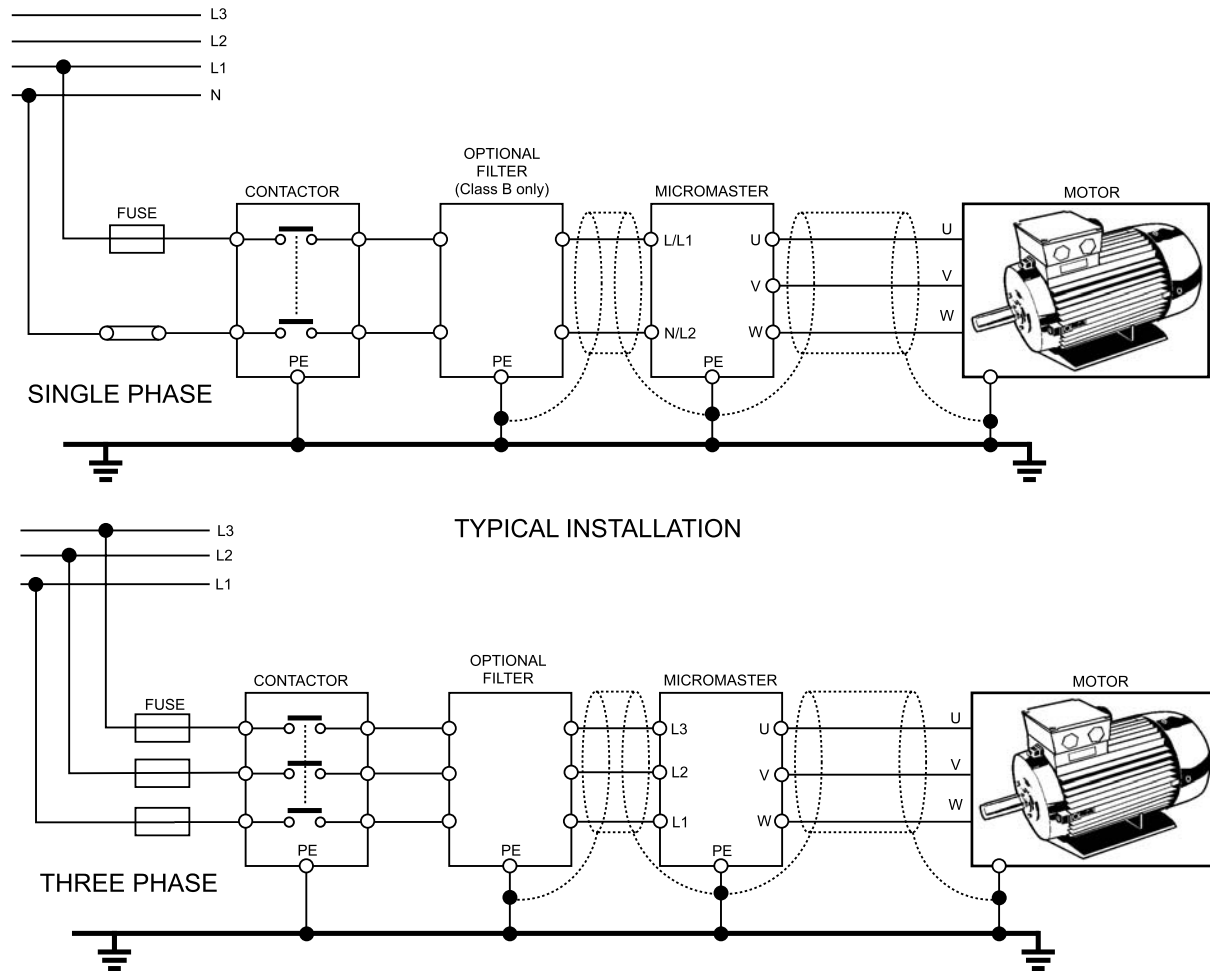 L3
L2
L1
N
OPTIONAL
FILTER
(Class B only)
CONTACTOR
MICROMASTER
MOTOR
FUSE
L/L1
U
U
V
V
N/L2
W
W
PE
PE
PE
SINGLE PHASE
TYPICAL INSTALLATION
L3
L2
L1
OPTIONAL
FILTER
CONTACTOR
MICROMASTER
MOTOR
FUSE
L3
U
U
L2
V
V
L1
W
W
PE
PE
PE
THREE PHASE